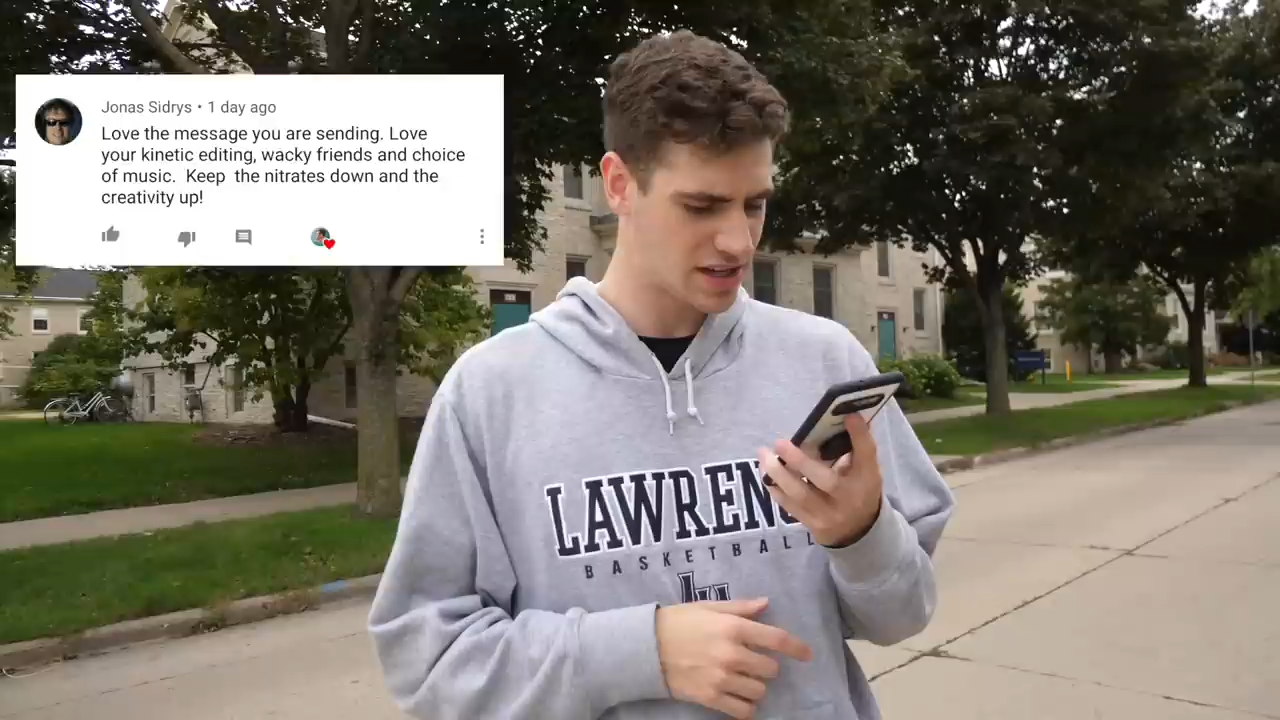 Jonas Sidrys • 1 day ago
Love the message you are sending. Love
your kinetic editing, wacky friends and choice
of music.  Keep  the nitrates down and the
creativity up!
LAWREN
BASKETBALL
LU